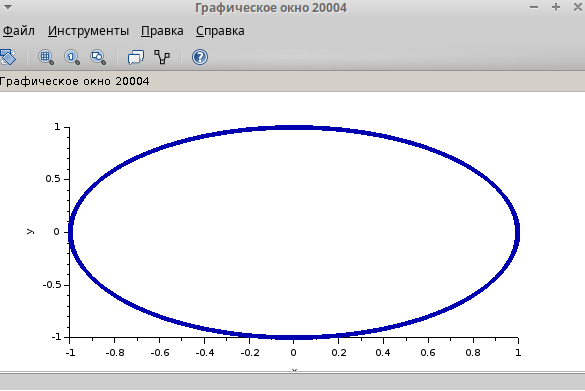 Графическое окно 20004
Файл Инструменты Правка Справка
Графическое окно 20004
1
0.5
y
0
-0.5
-1
-1 -0.8 -0.6 -0.4 -0.2 0 0.2 0.4 0.6 0.8 1